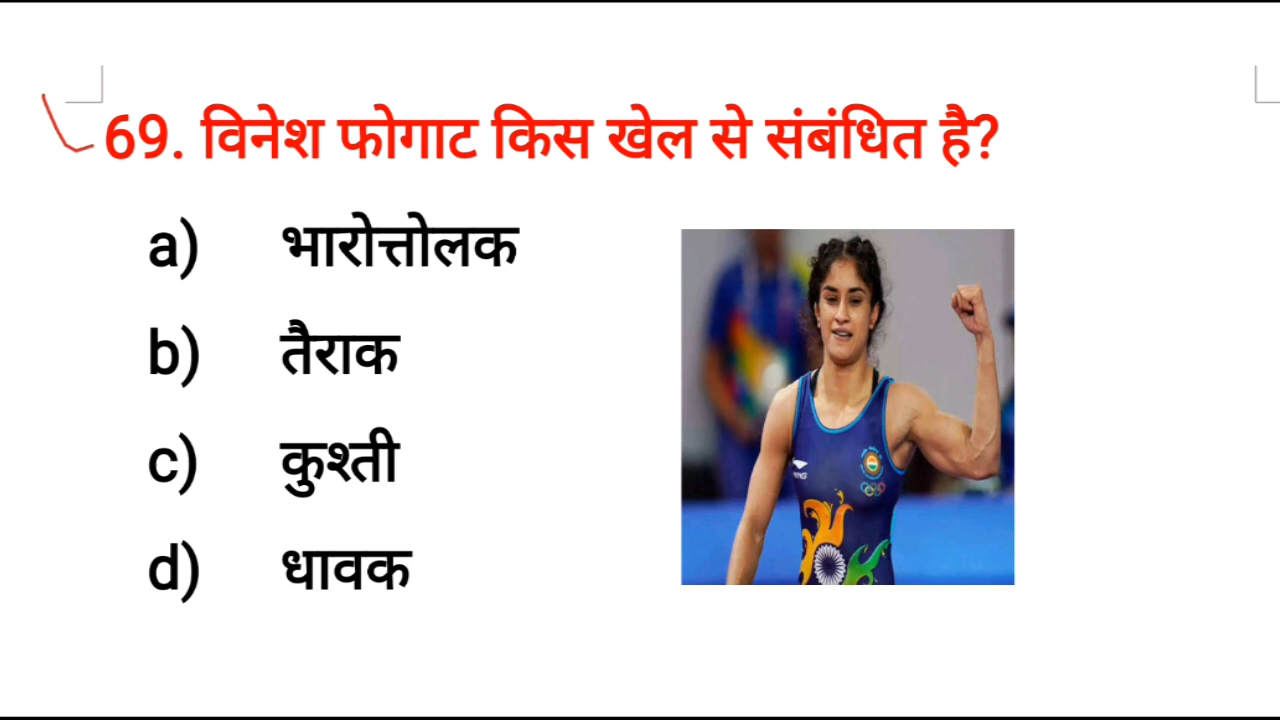 69. विनेश फोगाट किस खेल से संबंधित है?
a) भारोत्तोलक
b) तैराक
c) कुश्ती
d) धावक